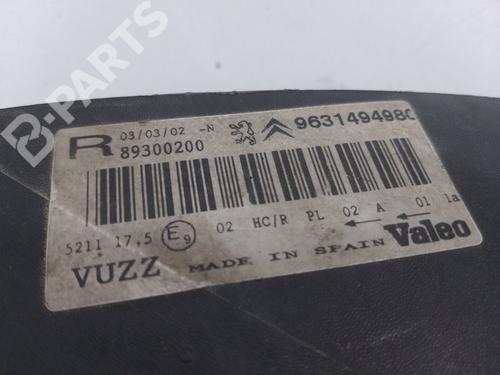 B-PARTS
03/03/02 -N
R 89300200
963149498C
5211 17,5 E9 02 HC/R PL 02 A 01 1a
VUZZ MADE IN SPAIN Valeo